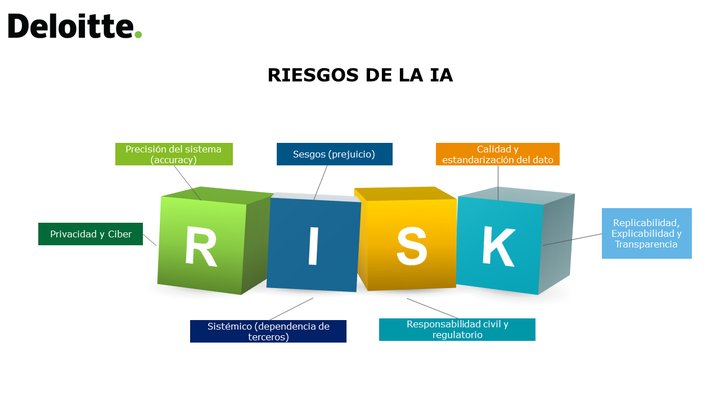 Deloitte.
RIESGOS DE LA IA
Precisión del sistema
(accuracy)
Sesgos (prejuicio)
Calidad y
estandarización del dato
Privacidad y Ciber
R I S K
Replicabilidad,
Explicabilidad y
Transparencia
Sistémico (dependencia de
terceros)
Responsabilidad civil y
regulatorio